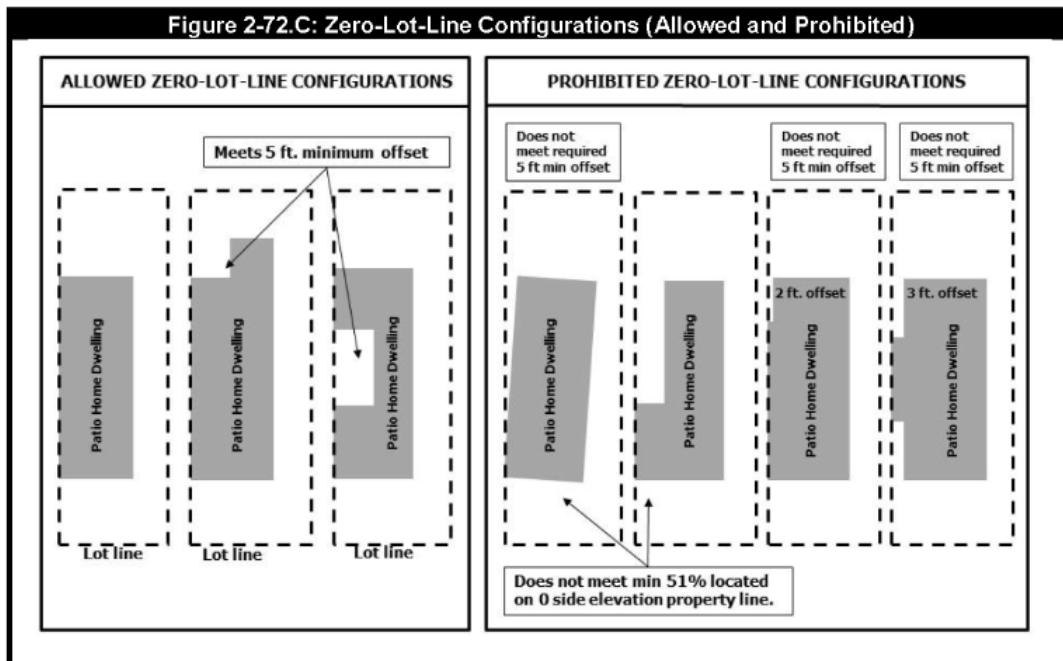 Figure 2-72.C: Zero-Lot-Line Configurations (Allowed and Prohibited)
ALLOWED ZERO-LOT-LINE CONFIGURATIONS
Meets 5 ft. minimum offset
Patio Home Dwelling
Patio Home Dwelling
Patio Home Dwelling
Lot line
Lot line
Lot line
PROHIBITED ZERO-LOT-LINE CONFIGURATIONS
Does not
meet required
5 ft min offset
Does not
meet required
5 ft min offset
Does not
meet required
5 ft min offset
Patio Home Dwelling
Patio Home Dwelling
2 ft. offset
Patio Home Dwelling
3 ft. offset
Patio Home Dwelling
Does not meet min 51% located
on 0 side elevation property line.